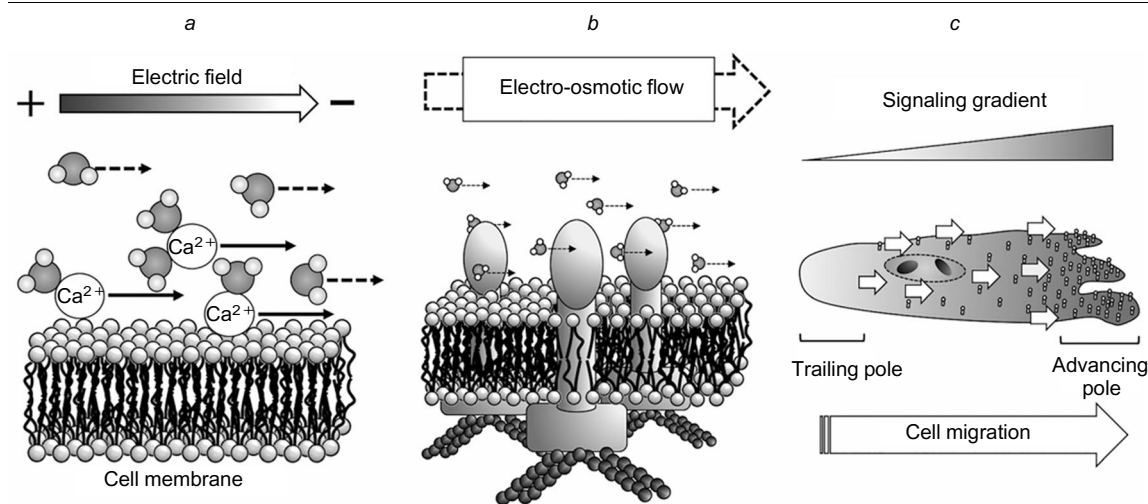 a
Electric field
+
−
Ca2+
Ca2+
Ca2+
Cell membrane
b
Electro-osmotic flow
c
Signaling gradient
Trailing pole
Advancing
pole
Cell migration